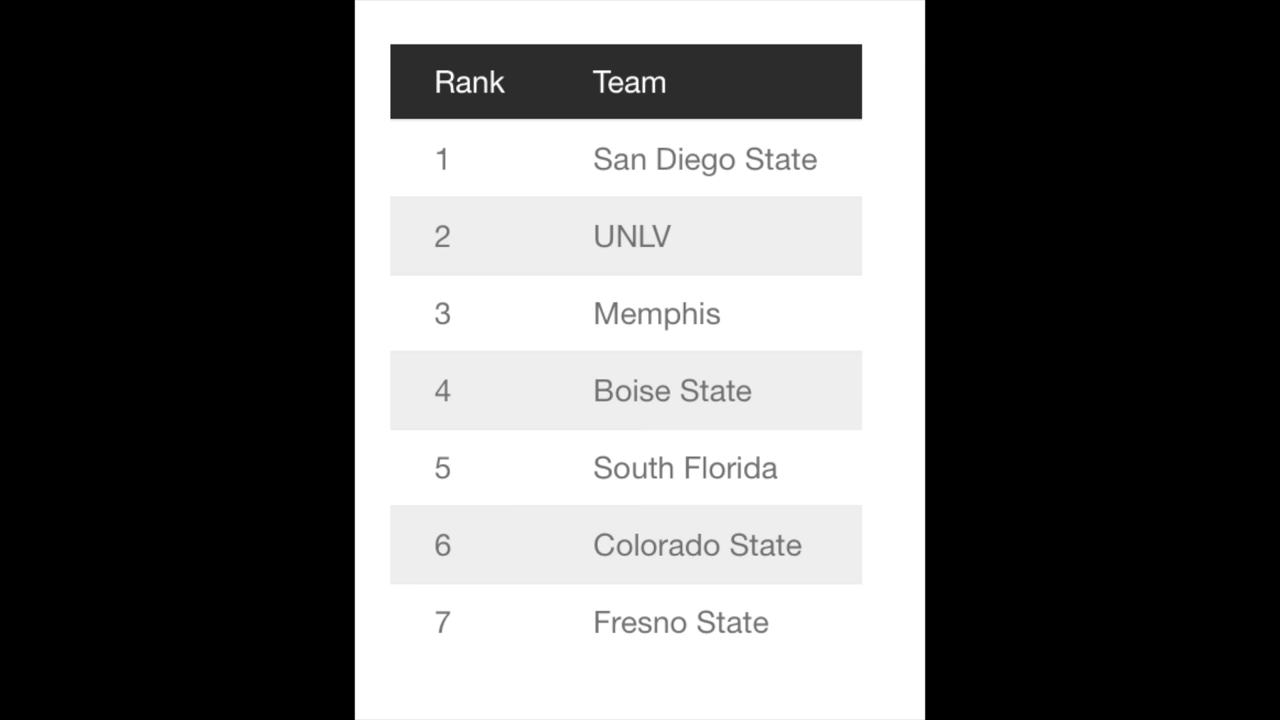 Rank Team
1 San Diego State
2 UNLV
3 Memphis
4 Boise State
5 South Florida
6 Colorado State
7 Fresno State